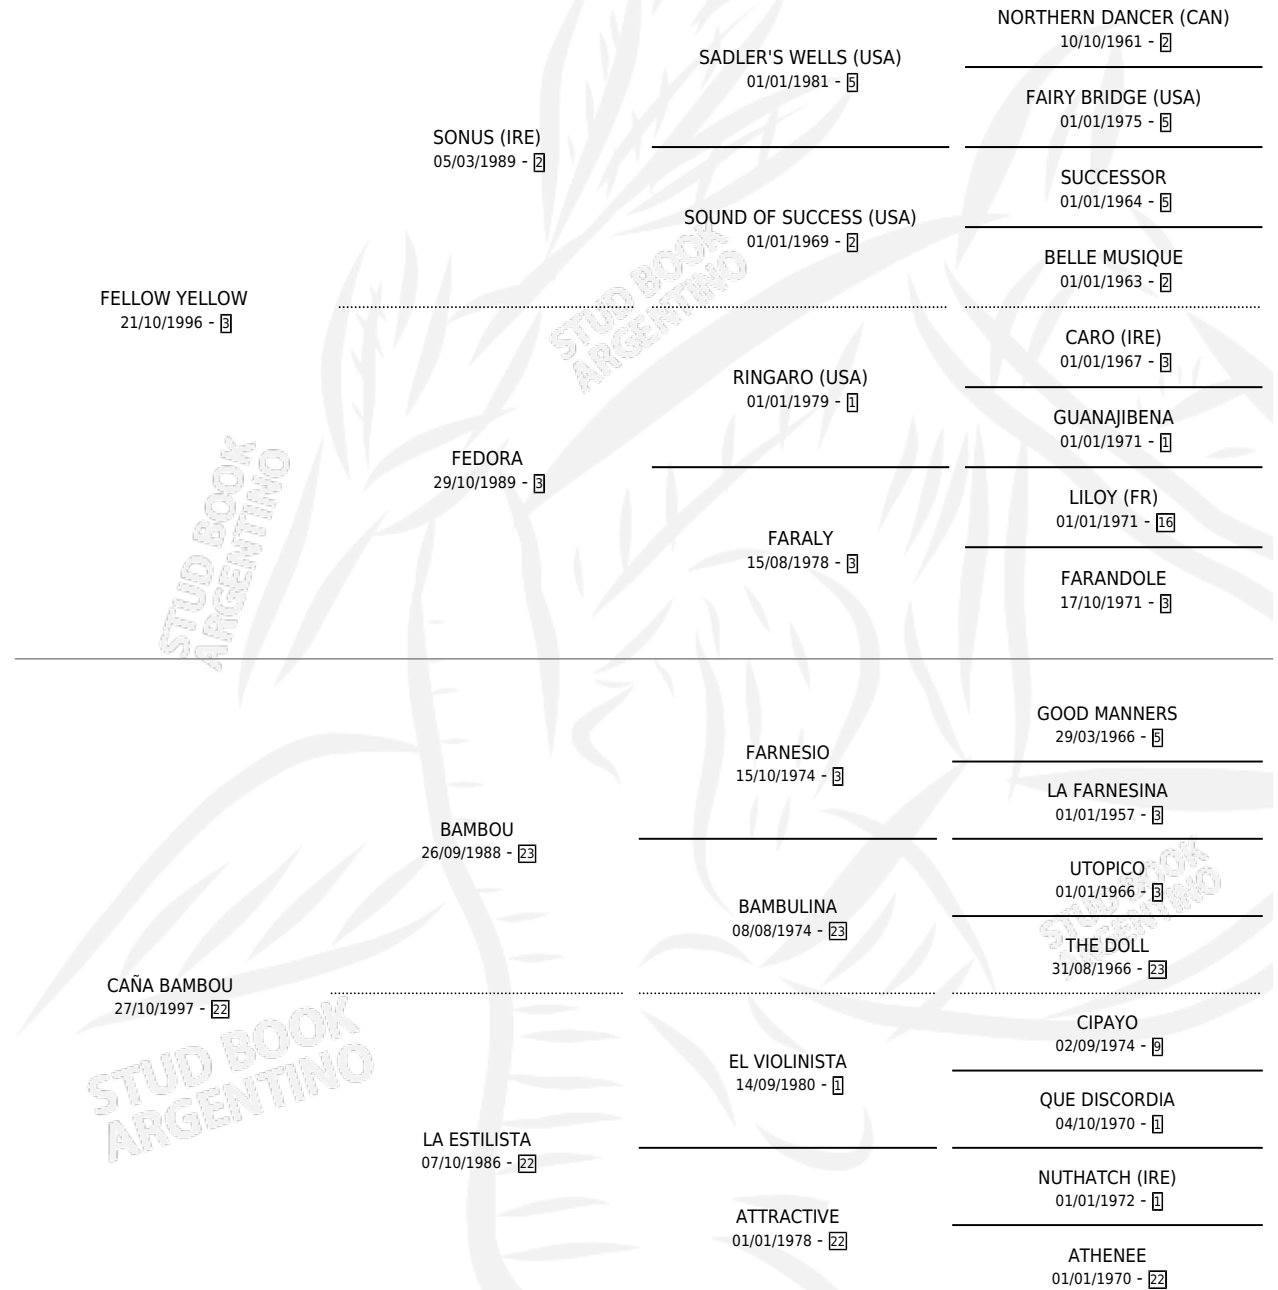 NORTHERN DANCER (CAN)
10/10/1961 - 2
SADLER'S WELLS (USA)
01/01/1981 - 5
FAIRY BRIDGE (USA)
01/01/1975 - 5
SONUS (IRE)
05/03/1989 - 2
SUCCESSOR
01/01/1964 - 5
SOUND OF SUCCESS (USA)
01/01/1969 - 2
BELLE MUSIQUE
01/01/1963 - 2
STUD BOOK
ARGENTINO
FELLOW YELLOW
21/10/1996 - 3
CARO (IRE)
01/01/1967 - 3
RINGARO (USA)
01/01/1979 - 1
GUANAJIBENA
01/01/1971 - 1
FEDORA
29/10/1989 - 3
LILOY (FR)
01/01/1971 - 16
FARALY
15/08/1978 - 3
FARANDOLE
17/10/1971 - 3
STUD BOOK
ARGENTINO
GOOD MANNERS
29/03/1966 - 5
FARNESIO
15/10/1974 - 3
LA FARNESINA
01/01/1957 - 3
BAMBOU
26/09/1988 - 23
UTOPICO
01/01/1966 - 3
BAMBULINA
08/08/1974 - 23
THE DOLL
31/08/1966 - 23
STUD BOOK
ARGENTINO
CAÑA BAMBOU
27/10/1997 - 22
CIPAYO
02/09/1974 - 9
EL VIOLINISTA
14/09/1980 - 1
QUE DISCORDIA
04/10/1970 - 1
STUD BOOK
ARGENTINO
LA ESTILISTA
07/10/1986 - 22
NUTHATCH (IRE)
01/01/1972 - 1
ATTRACTIVE
01/01/1978 - 22
ATHENEE
01/01/1970 - 22